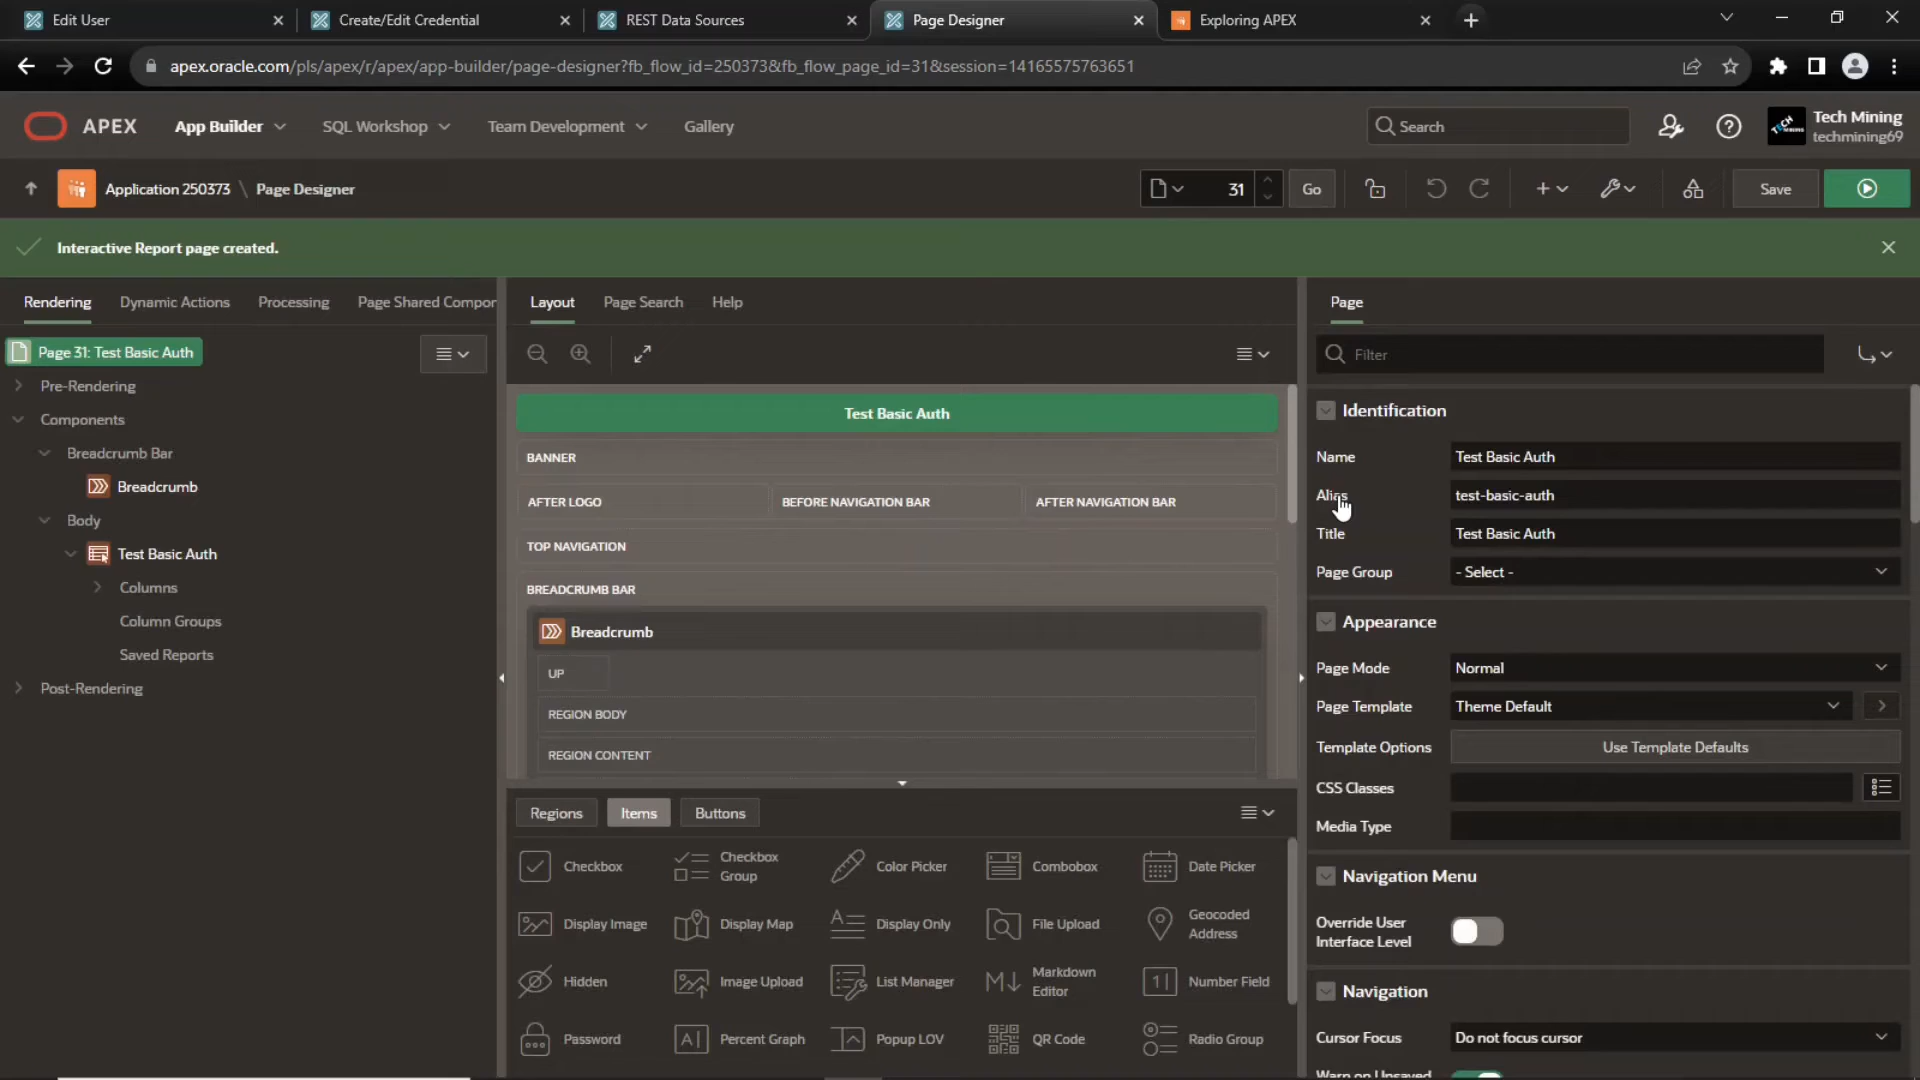 Edit User
Create/Edit Credential
REST Data Sources
Page Designer
Exploring APEX
apex.oracle.com/pls/apex/r/apex/app-builder/page-designer?fb_flow_id=250373&fb_flow_page_id=31&session=14165575763651
APEX
App Builder
SQL Workshop
Team Development
Gallery
Search
TECH MINING
Tech Mining
techmining69
Application 250373 \ Page Designer
31
Go
Save
Interactive Report page created.
Rendering
Dynamic Actions
Processing
Page Shared Compor
Layout
Page Search
Help
Page
Page 31: Test Basic Auth
Pre-Rendering
Components
Breadcrumb Bar
Breadcrumb
Body
Test Basic Auth
Columns
Column Groups
Saved Reports
Post-Rendering
Test Basic Auth
BANNER
AFTER LOGO
BEFORE NAVIGATION BAR
AFTER NAVIGATION BAR
TOP NAVIGATION
BREADCRUMB BAR
Breadcrumb
UP
REGION BODY
REGION CONTENT
Regions
Items
Buttons
Checkbox
Checkbox Group
Color Picker
Combobox
Date Picker
Display Image
Display Map
Display Only
File Upload
Geocoded Address
Hidden
Image Upload
List Manager
Markdown Editor
Number Field
Password
Percent Graph
Popup LOV
QR Code
Radio Group
Filter
Identification
Name
Test Basic Auth
Alias
test-basic-auth
Title
Test Basic Auth
Page Group
- Select -
Appearance
Page Mode
Normal
Page Template
Theme Default
Template Options
Use Template Defaults
CSS Classes
Media Type
Navigation Menu
Override User
Interface Level
Navigation
Cursor Focus
Do not focus cursor
Warn on Unsaved